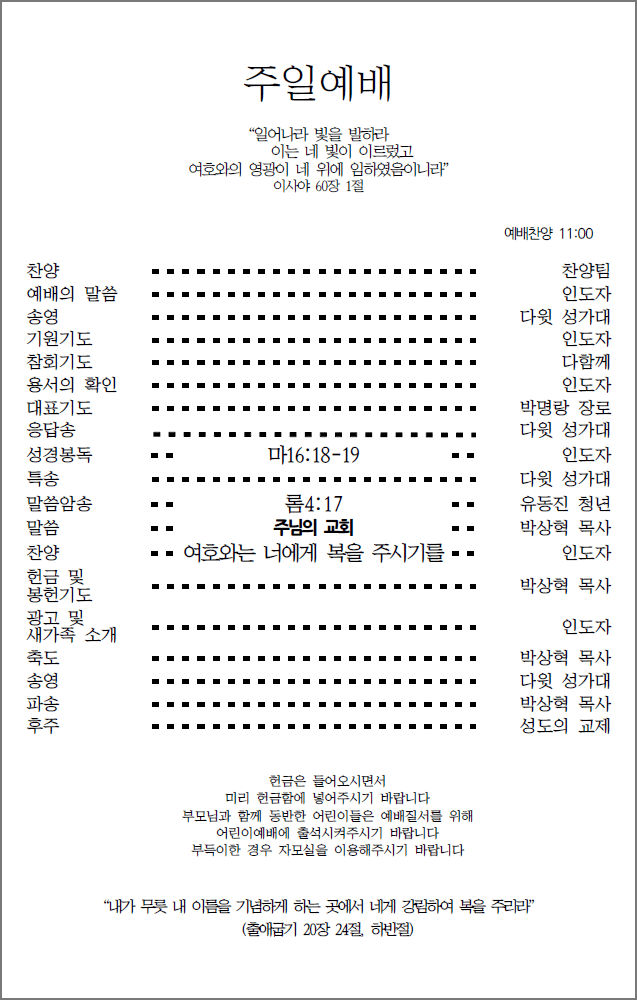 주일예배
“일어나라 빛을 발하라
이는 네 빛이 이르렀고
여호와의 영광이 네 위에 임하였음이니라”
이사야 60장 1절
예배찬양 11:00
찬양 찬양팀
예배의 말씀 인도자
송영 다윗 성가대
기원기도 인도자
참회기도 다함께
용서의 확인 인도자
대표기도 박명랑 장로
응답송 다윗 성가대
성경봉독 마16:18-19 인도자
특송 다윗 성가대
말씀암송 롬4:17 유동진 청년
말씀 주님의 교회 박상혁 목사
찬양 여호와는 너에게 복을 주시기를 인도자
헌금 및
봉헌기도 박상혁 목사
광고 및
새가족 소개 인도자
축도 박상혁 목사
송영 다윗 성가대
파송 박상혁 목사
후주 성도의 교제
헌금은 들어오시면서
미리 헌금함에 넣어주시기 바랍니다
부모님과 함께 동반한 어린이들은 예배질서를 위해
어린이예배에 출석시켜주시기 바랍니다
부득이한 경우 자모실을 이용해주시기 바랍니다
“내가 무릇 내 이름을 기념하게 하는 곳에서 네게 강림하여 복을 주리라”
(출애굽기 20장 24절, 하반절)